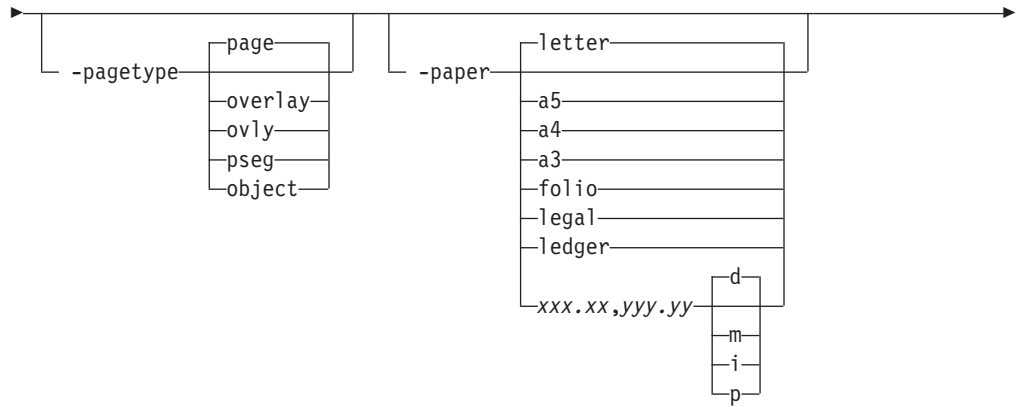 page letter
-pagetype -paper
overlay a5
ovly a4
pseg a3
object folio
legal
ledger
d
xxx.xx,yyy.yy
m
i
p